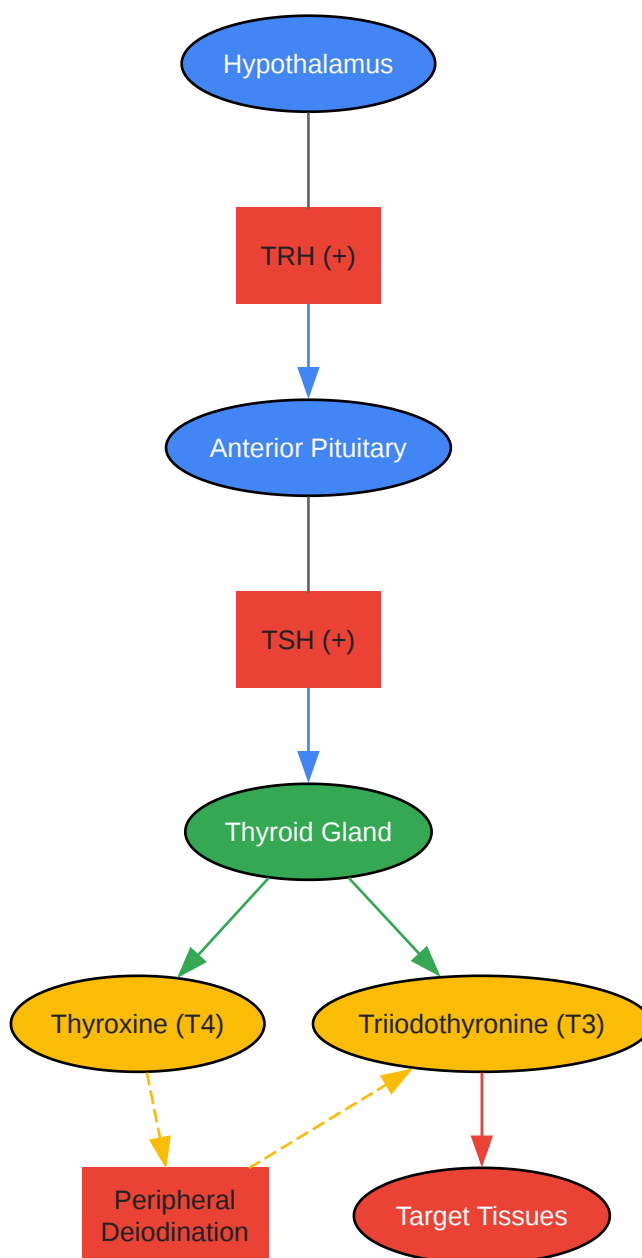 Hypothalamus
TRH (+)
Anterior Pituitary
TSH (+)
Thyroid Gland
Thyroxine (T4)
Triiodothyronine (T3)
Peripheral
Deiodination
Target Tissues